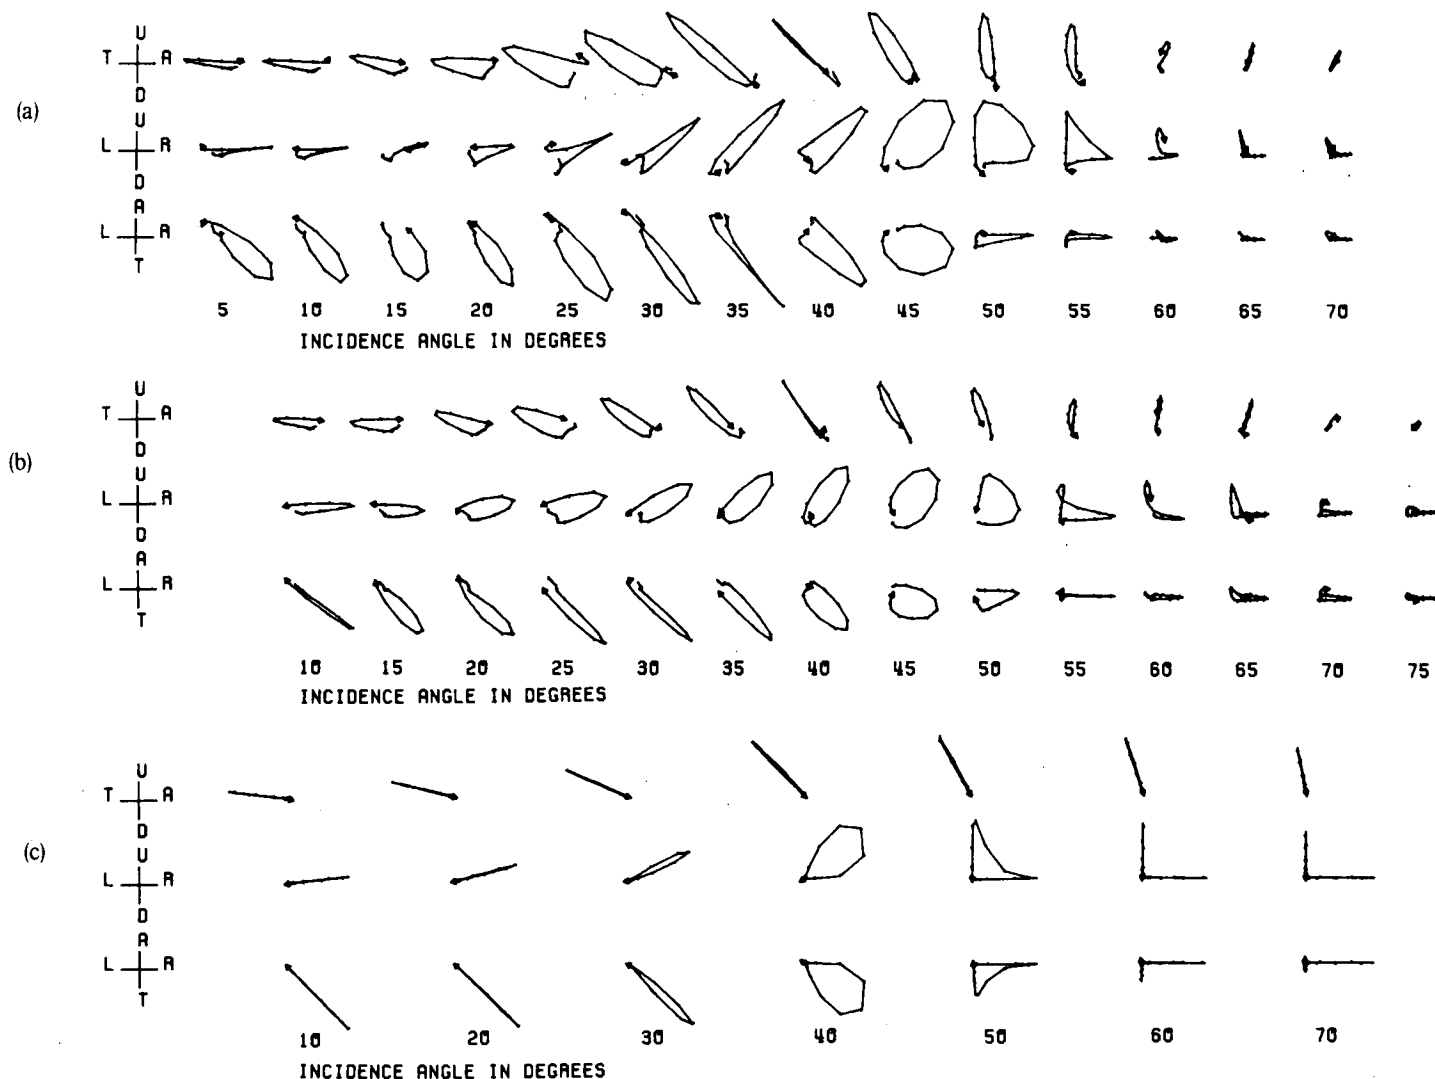 (a)
U
T A
D
U
L R
D
A
L R
T
5 10 15 20 25 30 35 40 45 50 55 60 65 70
INCIDENCE ANGLE IN DEGREES
(b)
U
T A
D
U
L R
D
A
L R
T
10 15 20 25 30 35 40 45 50 55 60 65 70 75
INCIDENCE ANGLE IN DEGREES
(c)
U
T A
D
U
L R
D
A
L R
T
10 20 30 40 50 60 70
INCIDENCE ANGLE IN DEGREES